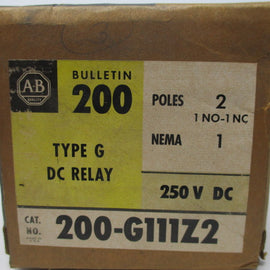 A-B
QUALITY
BULLETIN
200
TYPE G
DC RELAY
POLES 2
1 NO-1 NC
NEMA 1
250 V DC
CAT.
NO.
200-G111Z2